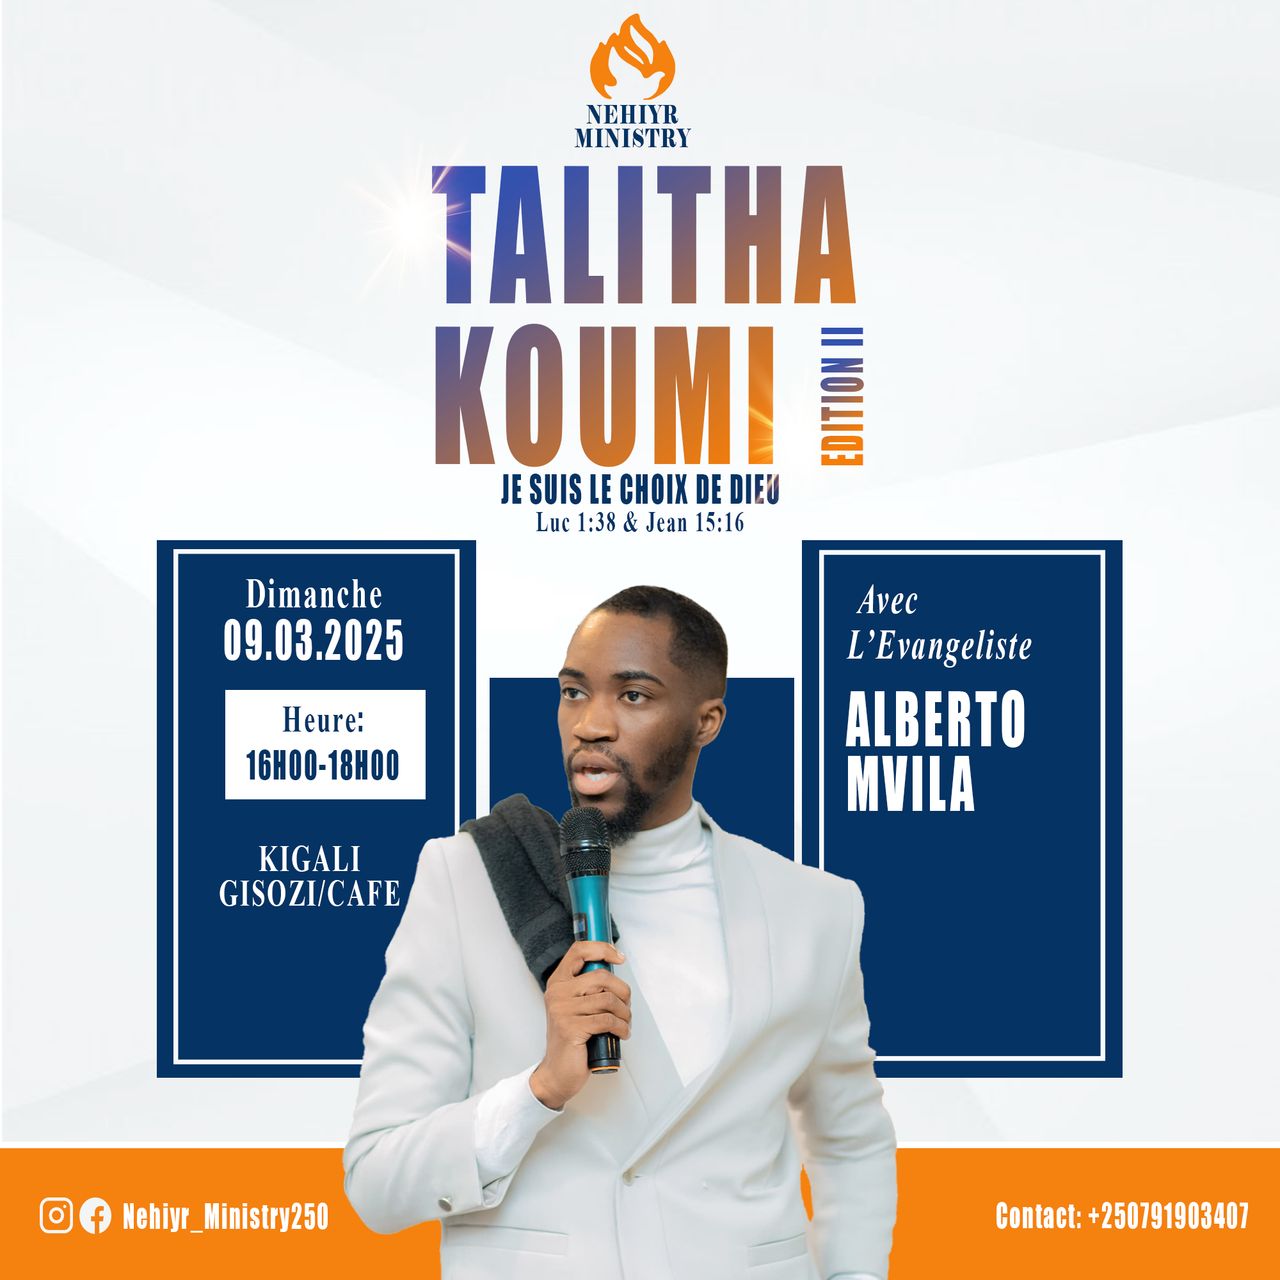 NEHIYR
MINISTRY
TALITHA
KOUMI
EDITION II
JE SUIS LE CHOIX DE DIEU
Luc 1:38 & Jean 15:16
Dimanche
09.03.2025
Heure:
16H00-18H00
KIGALI
GISOZI/CAFE
Avec
L'Evangeliste
ALBERTO
MVILA
Nehiyr_Ministry250
Contact: +250791903407